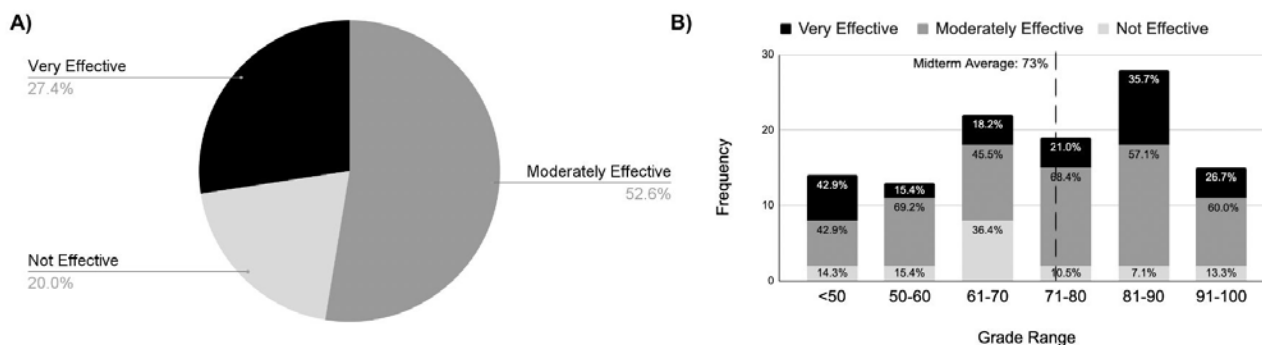 A)
Very Effective
27.4%
Moderately Effective
52.6%
Not Effective
20.0%
B)
Very Effective Moderately Effective Not Effective
Midterm Average: 73%
Frequency
30
20
10
0
42.9%
42.9%
14.3%
15.4%
69.2%
15.4%
18.2%
45.5%
36.4%
21.0%
68.4%
10.5%
35.7%
57.1%
7.1%
26.7%
60.0%
13.3%
<50 50-60 61-70 71-80 81-90 91-100
Grade Range